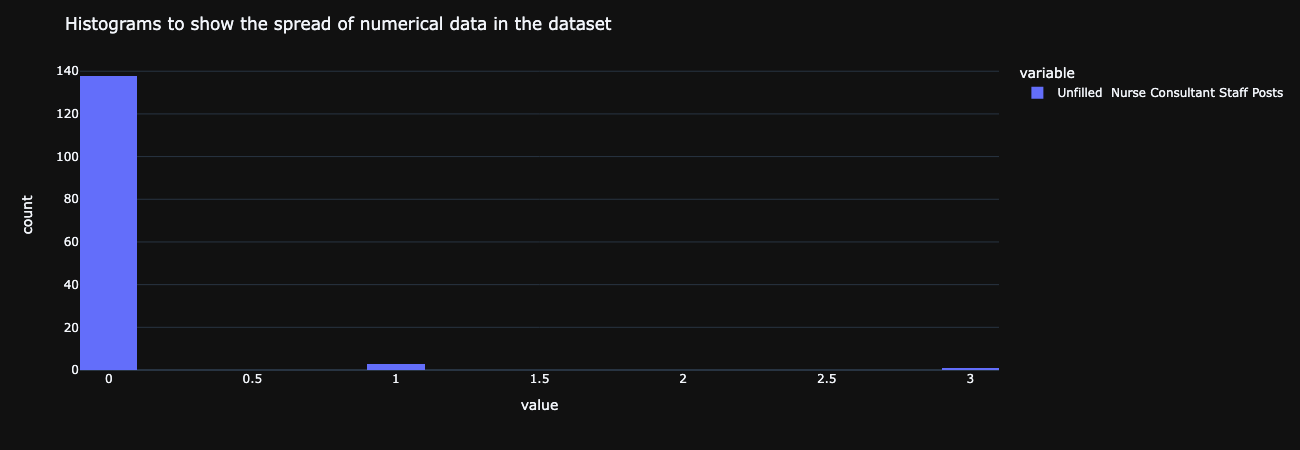 Histograms to show the spread of numerical data in the dataset
variable
Unfilled  Nurse Consultant Staff Posts
140
120
100
80
60
40
20
0
count
0 0.5 1 1.5 2 2.5 3
value